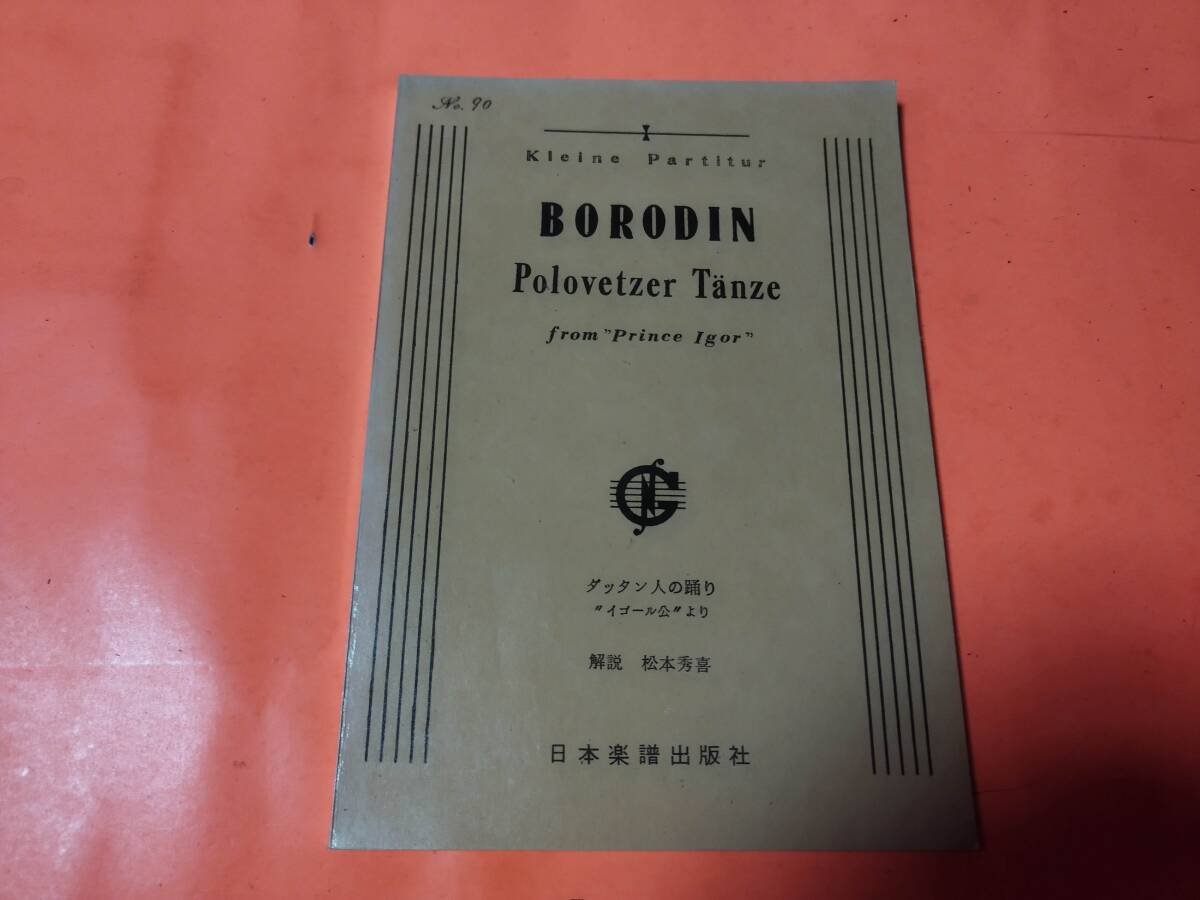 No. 90
Kleine Partitur
BORODIN
Polovetzer Tänze
from "Prince Igor"
ダッタン人の踊り
"イゴール公"より
解説 松本秀喜
日本楽譜出版社